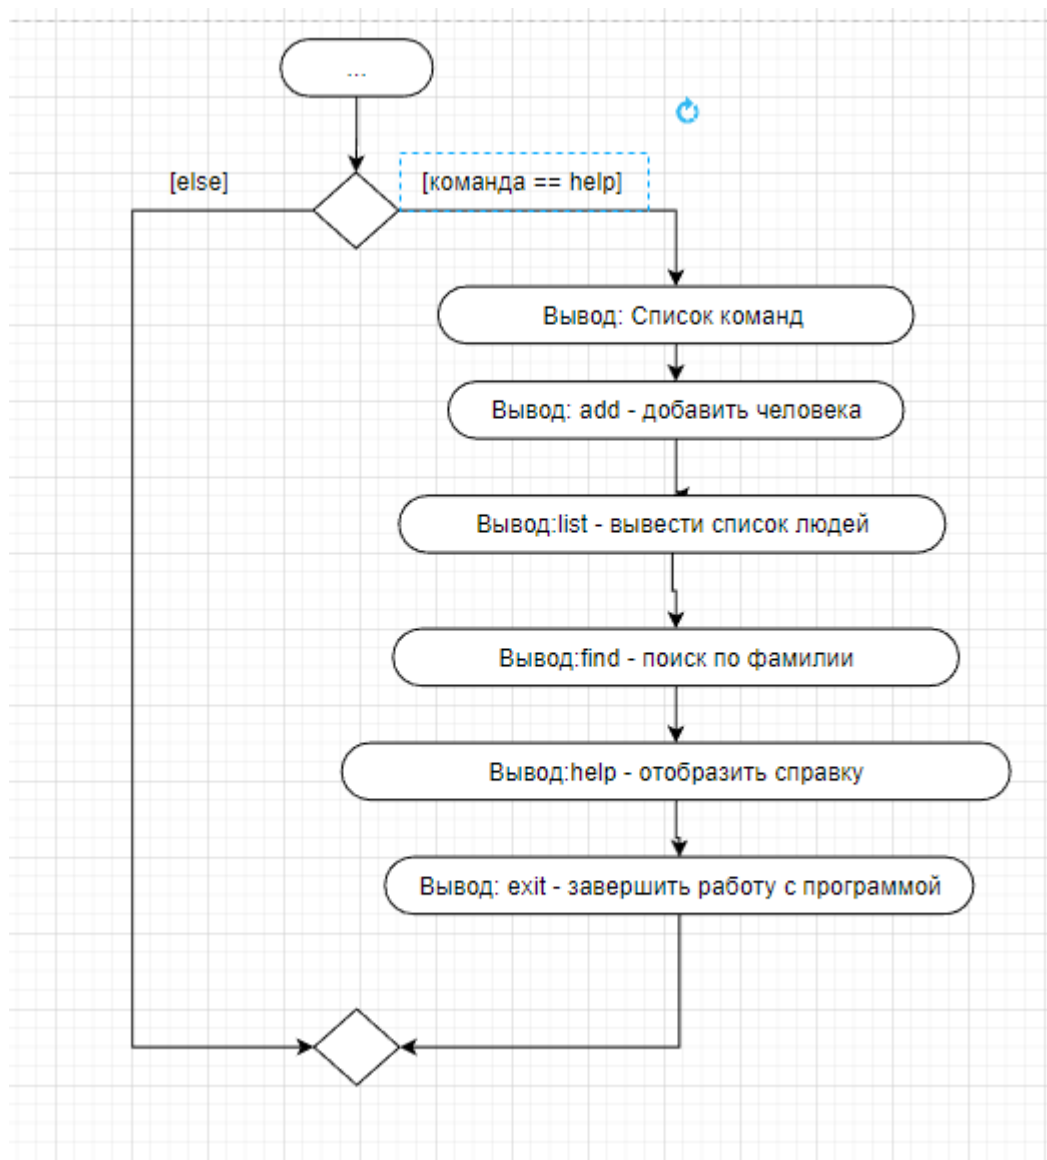 ...
[else]
[команда == help]
Вывод: Список команд
Вывод: add - добавить человека
Вывод:list - вывести список людей
Вывод:find - поиск по фамилии
Вывод:help - отобразить справку
Вывод: exit - завершить работу с программой